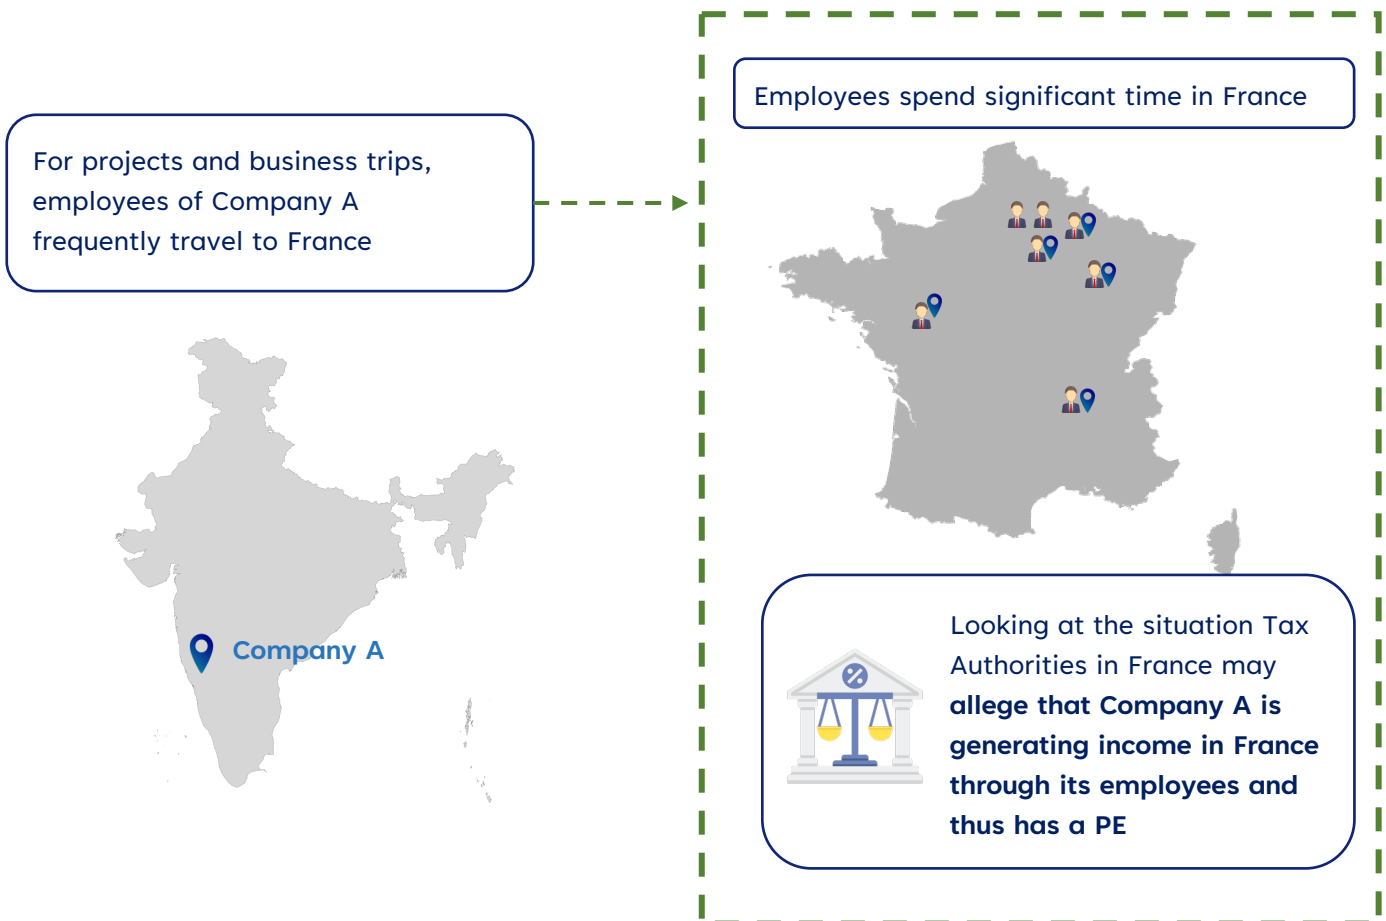 For projects and business trips,
employees of Company A
frequently travel to France
Company A
Employees spend significant time in France
Looking at the situation Tax
Authorities in France may
allege that Company A is
generating income in France
through its employees and
thus has a PE